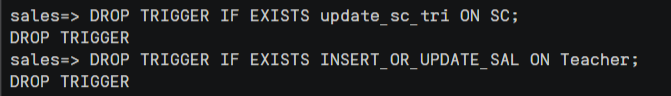 sales=> DROP TRIGGER IF EXISTS update_sc_tri ON SC;
DROP TRIGGER
sales=> DROP TRIGGER IF EXISTS INSERT_OR_UPDATE_SAL ON Teacher;
DROP TRIGGER